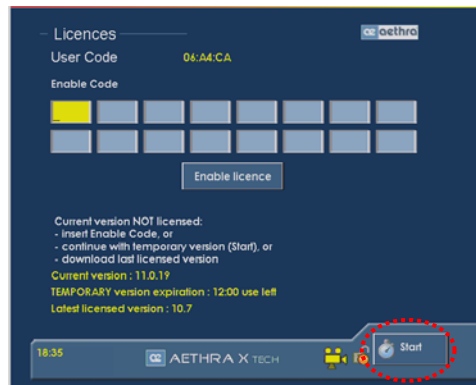 Licences
aethra
User Code 06:A4:CA
Enable Code
Enable licence
Current version NOT licensed:
- insert Enable Code, or
- continue with temporary version (Start), or
- download last licensed version
Current version : 11.0.19
TEMPORARY version expiration : 12:00 use left
Latest licensed version : 10.7
18:35
AETHRA X TECH
Start